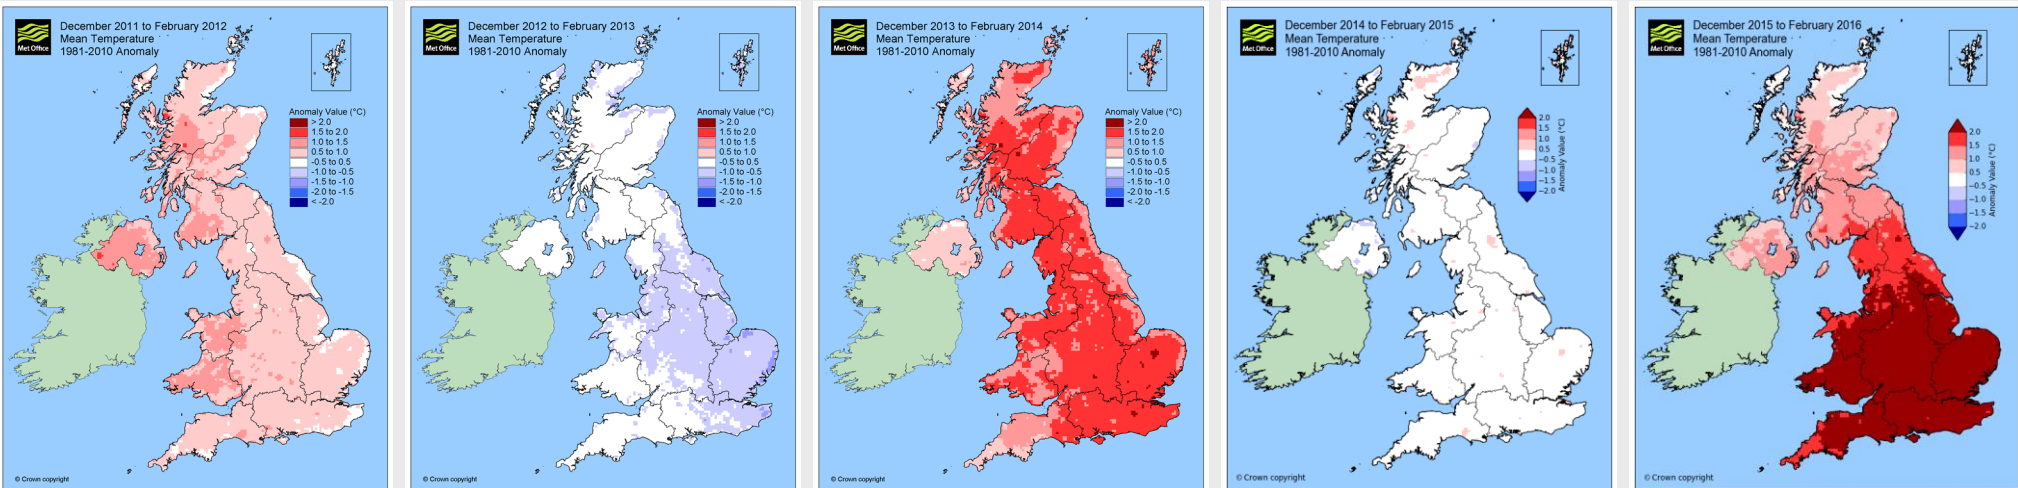 Met Office
December 2011 to February 2012
Mean Temperature
1981-2010 Anomaly
Anomaly Value (°C)
> 2.0
1.5 to 2.0
1.0 to 1.5
0.5 to 1.0
-0.5 to 0.5
-1.0 to -0.5
-1.5 to -1.0
-2.0 to -1.5
< -2.0
© Crown copyright
Met Office
December 2012 to February 2013
Mean Temperature
1981-2010 Anomaly
Anomaly Value (°C)
> 2.0
1.5 to 2.0
1.0 to 1.5
0.5 to 1.0
-0.5 to 0.5
-1.0 to -0.5
-1.5 to -1.0
-2.0 to -1.5
< -2.0
© Crown copyright
Met Office
December 2013 to February 2014
Mean Temperature
1981-2010 Anomaly
Anomaly Value (°C)
> 2.0
1.5 to 2.0
1.0 to 1.5
0.5 to 1.0
-0.5 to 0.5
-1.0 to -0.5
-1.5 to -1.0
-2.0 to -1.5
< -2.0
© Crown copyright
Met Office
December 2014 to February 2015
Mean Temperature
1981-2010 Anomaly
2.0
1.5
1.0
0.5
−0.5
−1.0
−1.5
−2.0
Anomaly Value (°C)
© Crown copyright
Met Office
December 2015 to February 2016
Mean Temperature
1981-2010 Anomaly
2.0
1.5
1.0
0.5
−0.5
−1.0
−1.5
−2.0
Anomaly Value (°C)
© Crown copyright